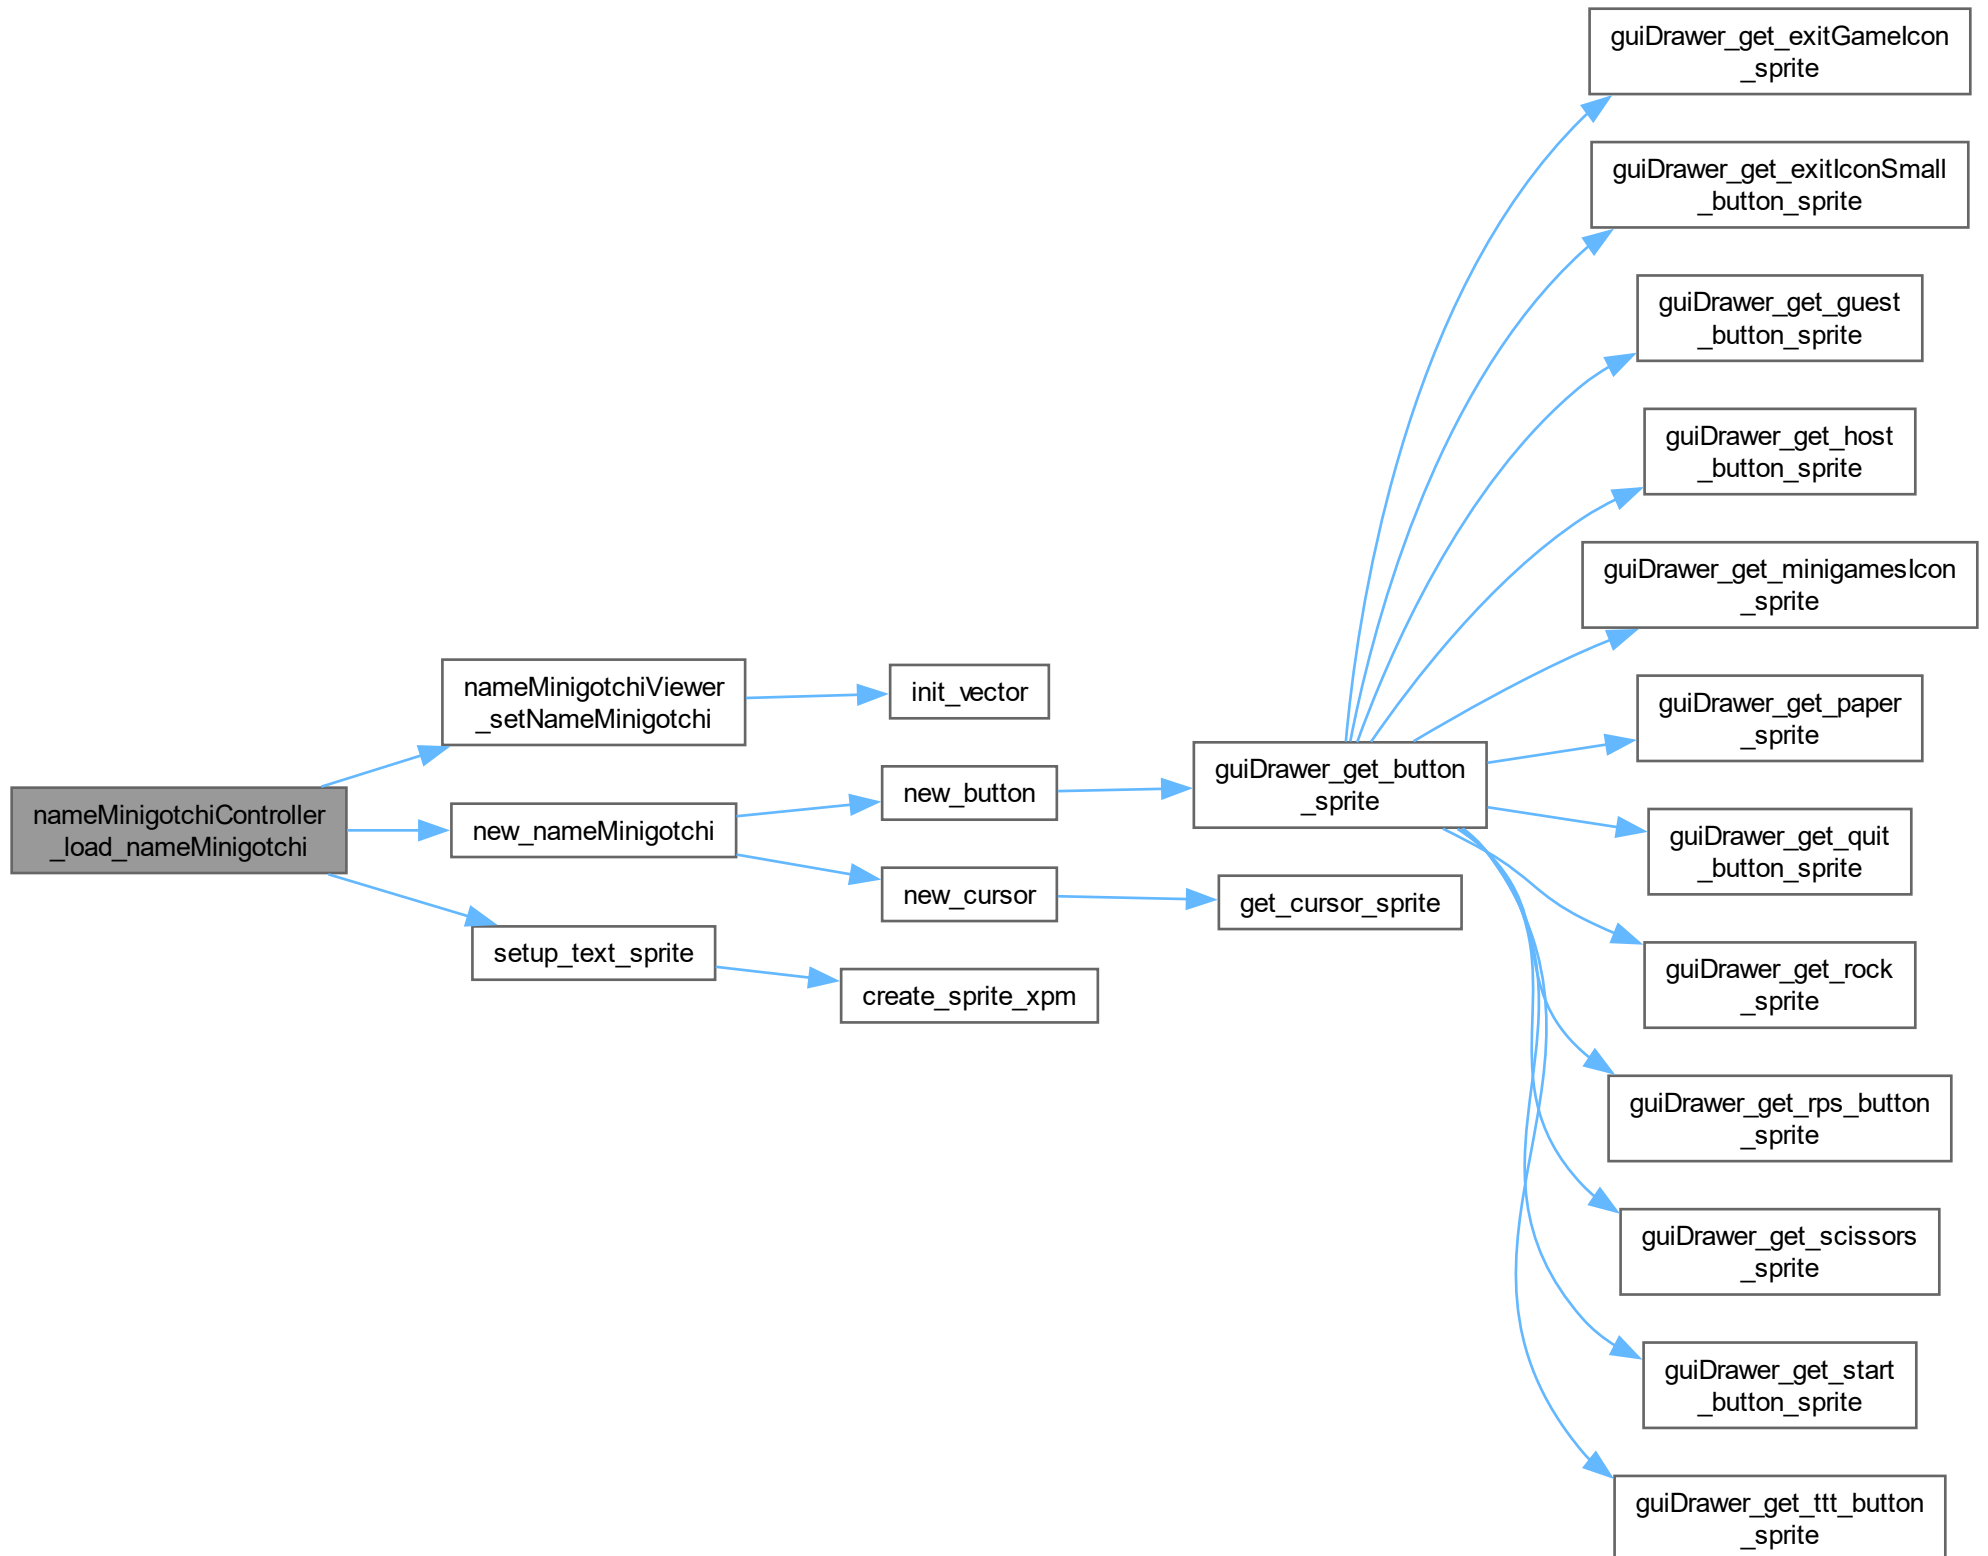 guiDrawer_get_exitGameIcon
_sprite
guiDrawer_get_exitIconSmall
_button_sprite
guiDrawer_get_guest
_button_sprite
guiDrawer_get_host
_button_sprite
guiDrawer_get_minigamesIcon
_sprite
nameMinigotchiViewer
_setNameMinigotchi
init_vector
guiDrawer_get_paper
_sprite
nameMinigotchiController
_load_nameMinigotchi
new_nameMinigotchi
new_button
guiDrawer_get_button
_sprite
guiDrawer_get_quit
_button_sprite
new_cursor
get_cursor_sprite
setup_text_sprite
create_sprite_xpm
guiDrawer_get_rock
_sprite
guiDrawer_get_rps_button
_sprite
guiDrawer_get_scissors
_sprite
guiDrawer_get_start
_button_sprite
guiDrawer_get_ttt_button
_sprite